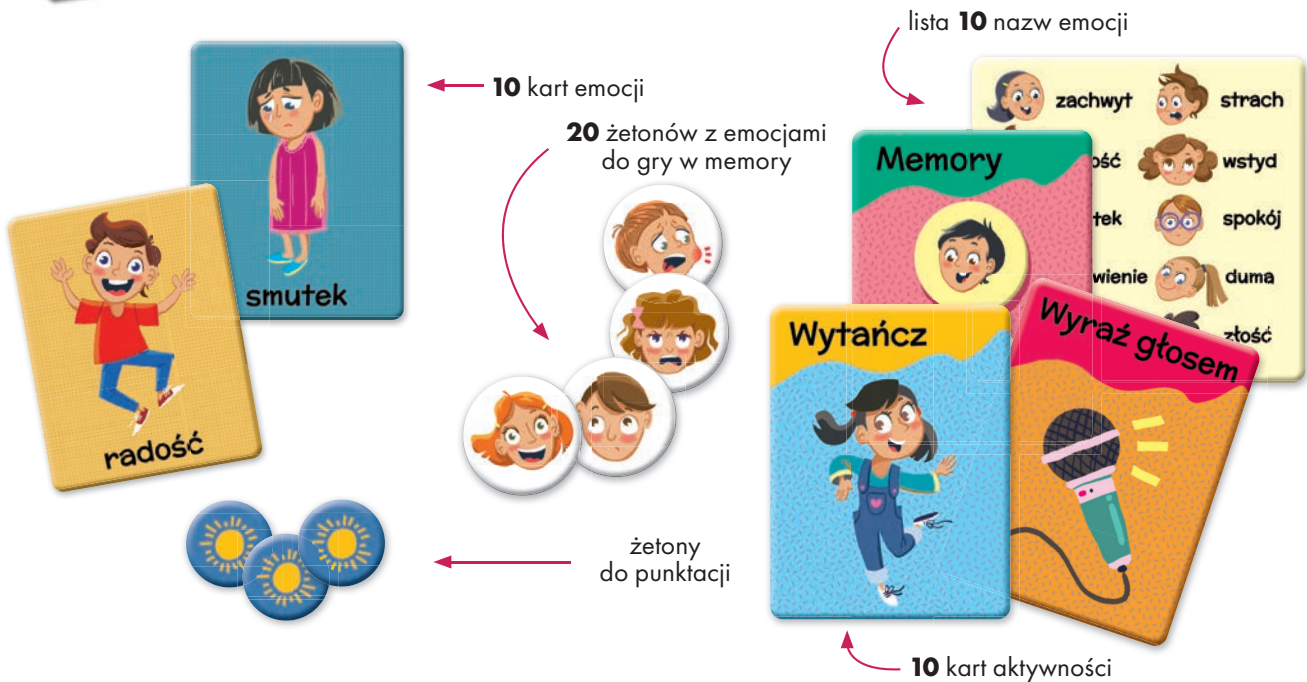 lista 10 nazw emocji
10 kart emocji
20 żetonów z emocjami
do gry w memory
smutek
radość
żetony
do punktacji
zachwyt
strach
wstyd
spokój
duma
złość
Memory
Wytańcz
Wyraź głosem
10 kart aktywności